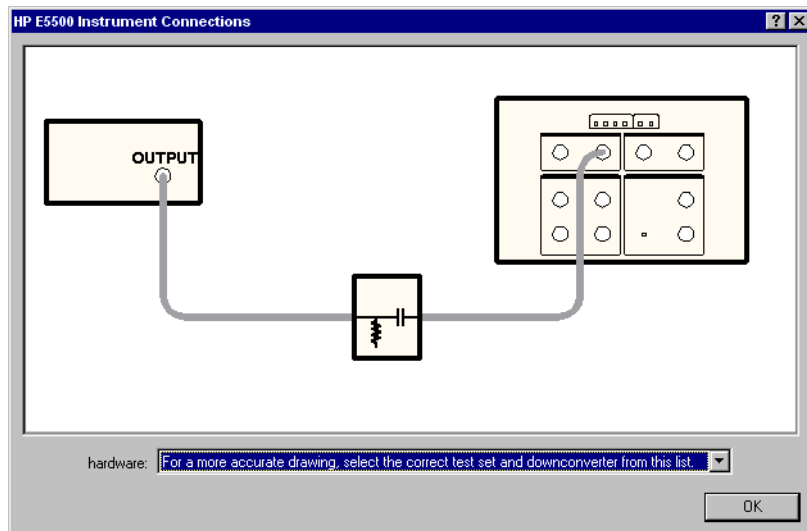 HP E5500 Instrument Connections
OUTPUT
hardware: For a more accurate drawing, select the correct test set and downconverter from this list.
OK